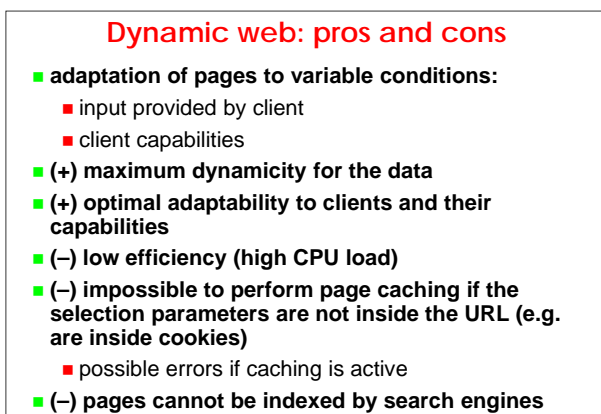 Dynamic web: pros and cons
adaptation of pages to variable conditions:
input provided by client
client capabilities
(+) maximum dynamicity for the data
(+) optimal adaptability to clients and their
capabilities
(–) low efficiency (high CPU load)
(–) impossible to perform page caching if the
selection parameters are not inside the URL (e.g.
are inside cookies)
possible errors if caching is active
(–) pages cannot be indexed by search engines